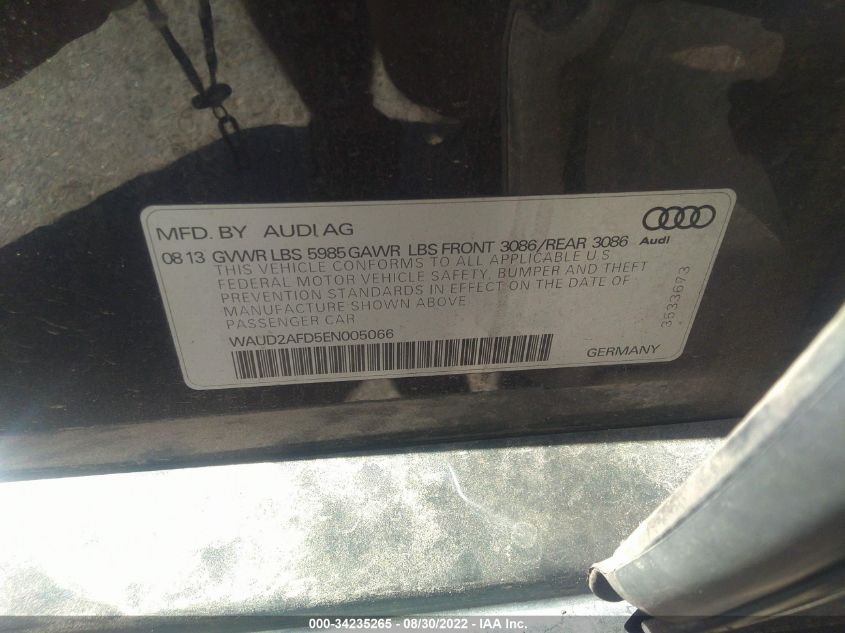 MFD. BY AUDI AG
08 13 GVWR LBS 5985 GAWR LBS FRONT 3086/REAR 3086
Audi
THIS VEHICLE CONFORMS TO ALL APPLICABLE U.S
FEDERAL MOTOR VEHICLE SAFETY, BUMPER AND THEFT
PREVENTION STANDARDS IN EFFECT ON THE DATE OF
MANUFACTURE SHOWN ABOVE.
PASSENGER CAR
3633673
WAUD2AFD5EN005066
GERMANY
000-34235265 - 08/30/2022 - IAA Inc.